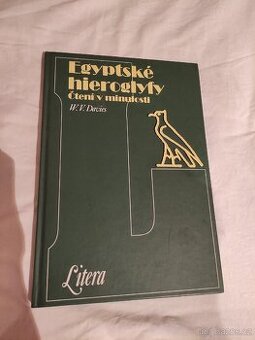 Egyptské
hieroglyfy
Čtení v minulosti
W. V. Davies
Litera